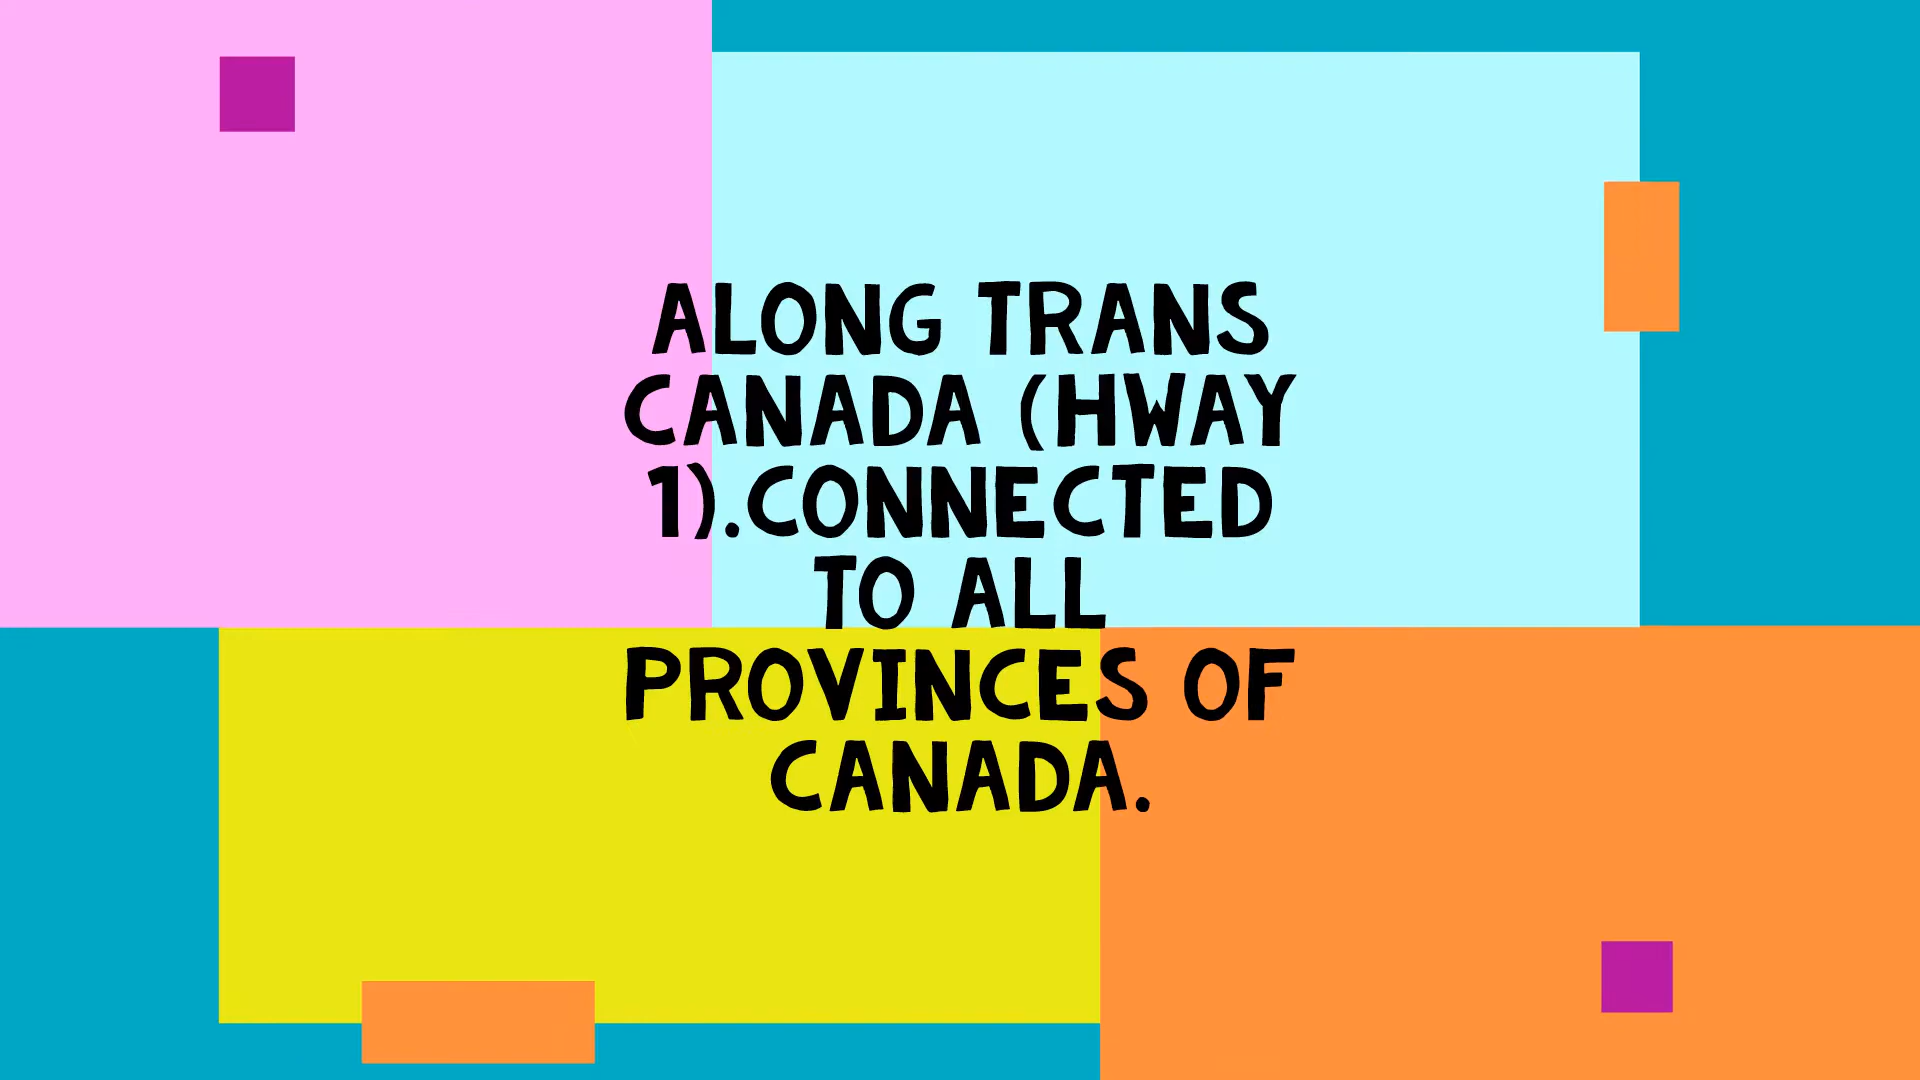 ALONG TRANS
CANADA (HWAY
1).CONNECTED
TO ALL
PROVINCES OF
CANADA.